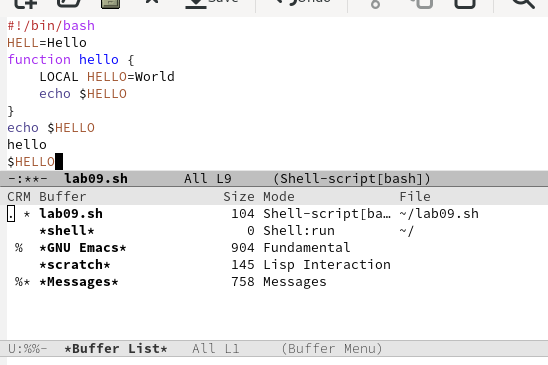 Save Undo
#!/bin/bash
HELL=Hello
function hello {
    LOCAL HELLO=World
    echo $HELLO
}
echo $HELLO
hello
$HELLO
-:**-  lab09.sh       All L9     (Shell-script[bash])
CRM Buffer                 Size Mode             File
. * lab09.sh                104 Shell-script[ba… ~/lab09.sh
    *shell*                   0 Shell:run        ~/
 %  *GNU Emacs*             904 Fundamental
    *scratch*               145 Lisp Interaction
 %* *Messages*              758 Messages
U:%%-  *Buffer List*   All L1     (Buffer Menu)